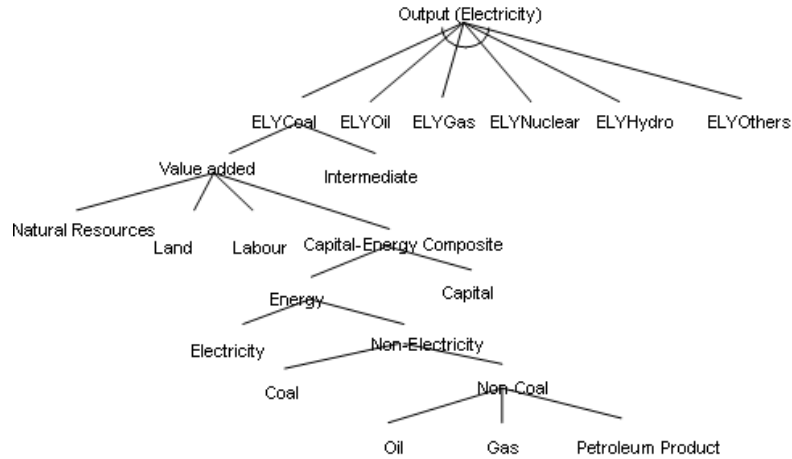 Output (Electricity)
ELYCoal ELYOil ELYGas ELYNuclear ELYHydro ELYOthers
Value added Intermediate
Natural Resources Land Labour Capital-Energy Composite
Energy Capital
Electricity Non-Electricity
Coal Non-Coal
Oil Gas Petroleum Product